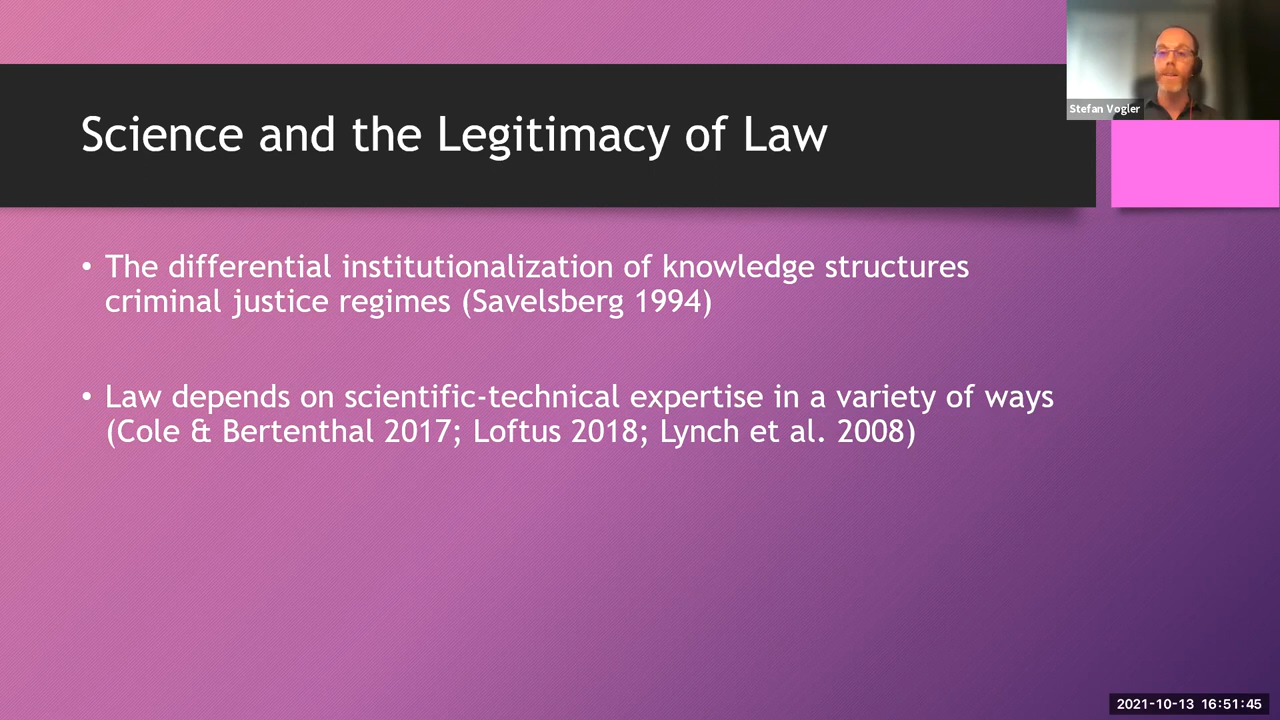 Science and the Legitimacy of Law
Stefan Vogler
• The differential institutionalization of knowledge structures
criminal justice regimes (Savelsberg 1994)
• Law depends on scientific-technical expertise in a variety of ways
(Cole & Bertenthal 2017; Loftus 2018; Lynch et al. 2008)
2021-10-13 16:51:45